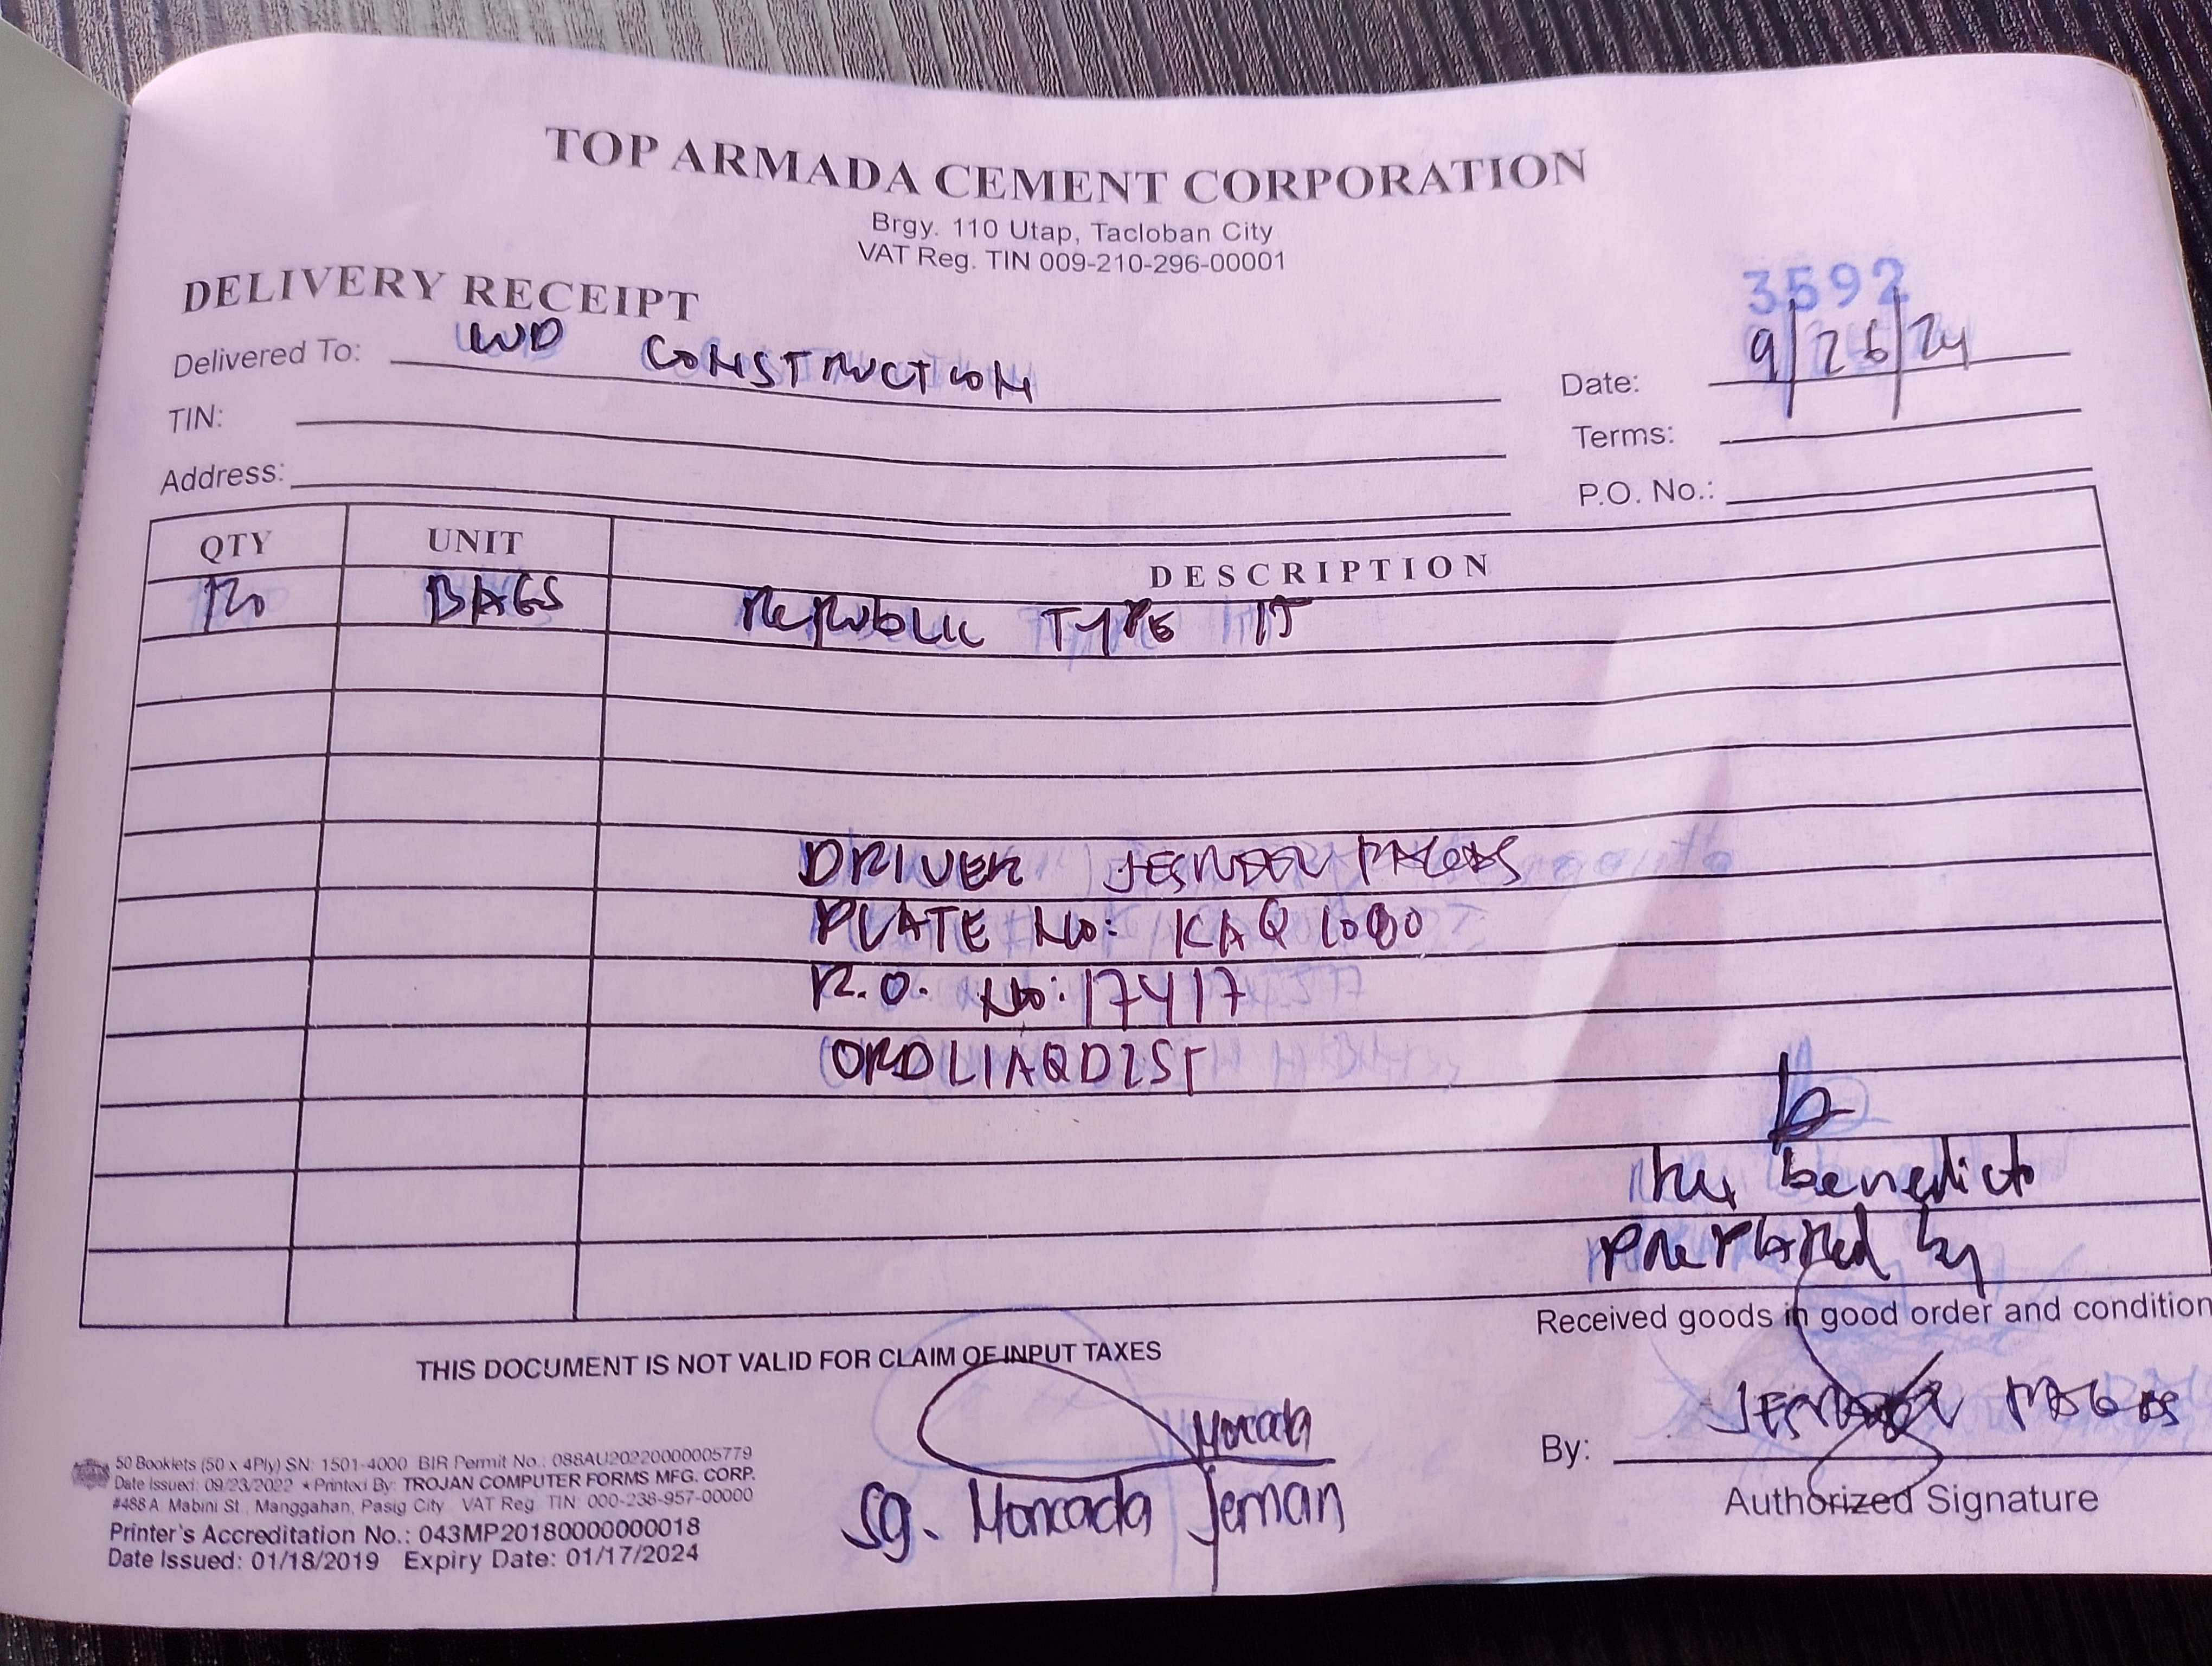 TOP ARMADA CEMENT CORPORATION
Brgy. 110 Utap, Tacloban City
VAT Reg. TIN 009-210-296-00001
DELIVERY RECEIPT
3592
Delivered To: WD CONSTRUCTION
Date: 9/26/24
TIN:
Terms:
Address:
P.O. No.:
QTY UNIT DESCRIPTION
BAGS REPUBLIC TYPE
DRIVER
PLATE No: KAQ 1080
R.O. No: 17417
benedicto
prepared by
Received goods in good order and condition
THIS DOCUMENT IS NOT VALID FOR CLAIM OF INPUT TAXES
By:
Authorized Signature
Sg. Moncada Jernan
50 Booklets (50 x 4Ply) SN: 1501-4000 BIR Permit No.: 088AU20220000005779
Date Issued: 09/23/2022 * Printed By: TROJAN COMPUTER FORMS MFG. CORP.
#488 A. Mabini St., Manggahan, Pasig City VAT Reg. TIN: 000-238-957-00000
Printer's Accreditation No.: 043MP20180000000018
Date Issued: 01/18/2019 Expiry Date: 01/17/2024